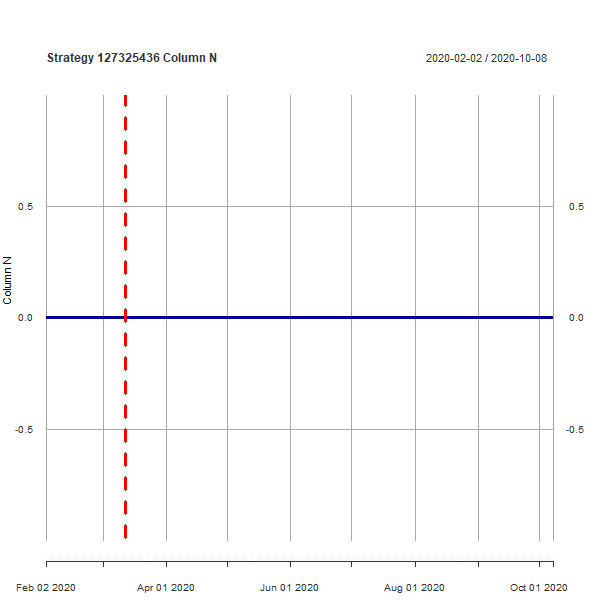 Strategy 127325436 Column N
2020-02-02 / 2020-10-08
0.5
0.5
Column N
0.0
0.0
-0.5
-0.5
Feb 02 2020
Apr 01 2020
Jun 01 2020
Aug 01 2020
Oct 01 2020